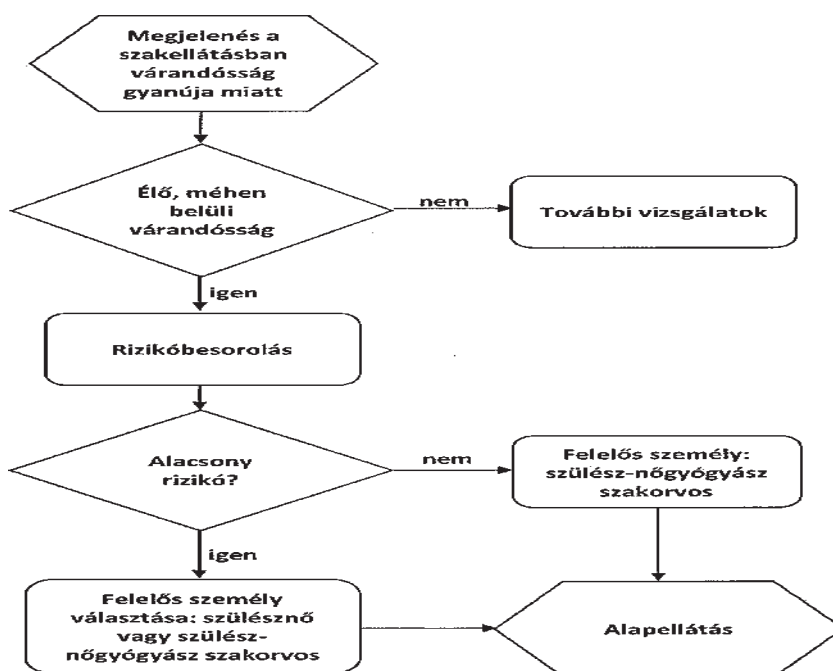 Megjelenés a
szakellátásban
várandósság
gyanúja miatt
Élő, méhen
belüli
várandósság
nem
További vizsgálatok
igen
Rizikóbesorolás
Alacsony
rizikó?
nem
Felelős személy:
szülész-nőgyógyász
szakorvos
igen
Felelős személy
választása: szülésznő
vagy szülész-
nőgyógyász szakorvos
Alapellátás